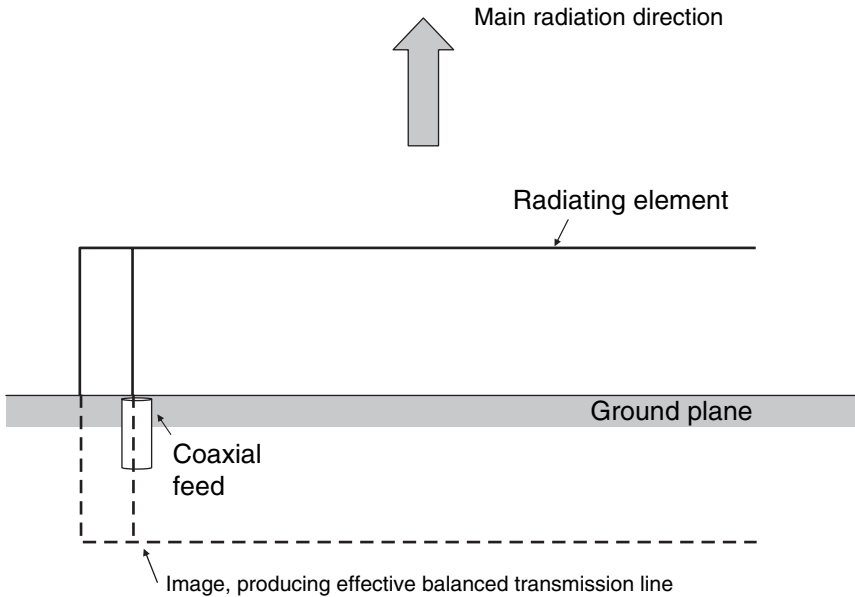 Main radiation direction
Radiating element
Ground plane
Coaxial
feed
Image, producing effective balanced transmission line